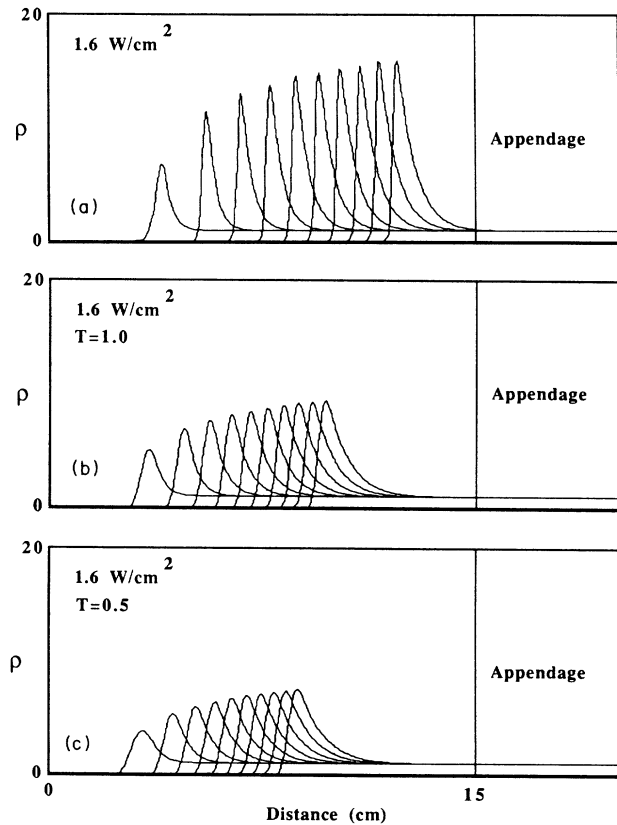 20
1.6 W/cm 2
ρ
Appendage
(a)
0
20
1.6 W/cm 2
T=1.0
ρ
Appendage
(b)
0
20
1.6 W/cm 2
T=0.5
ρ
Appendage
(c)
0
0 15
Distance (cm)